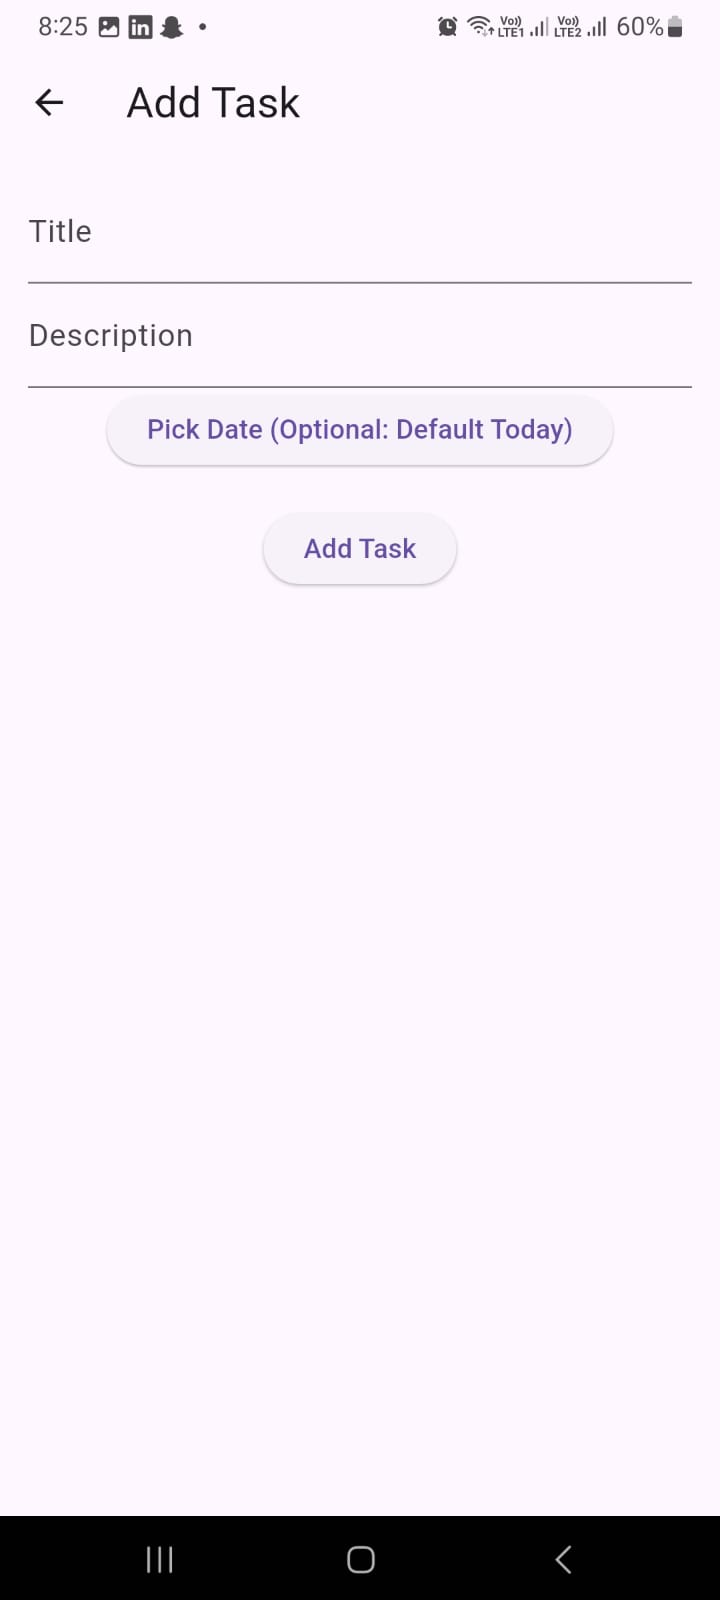 8:25 in Vo)) LTE1 Vo)) LTE2 60%
Add Task
Title
Description
Pick Date (Optional: Default Today)
Add Task